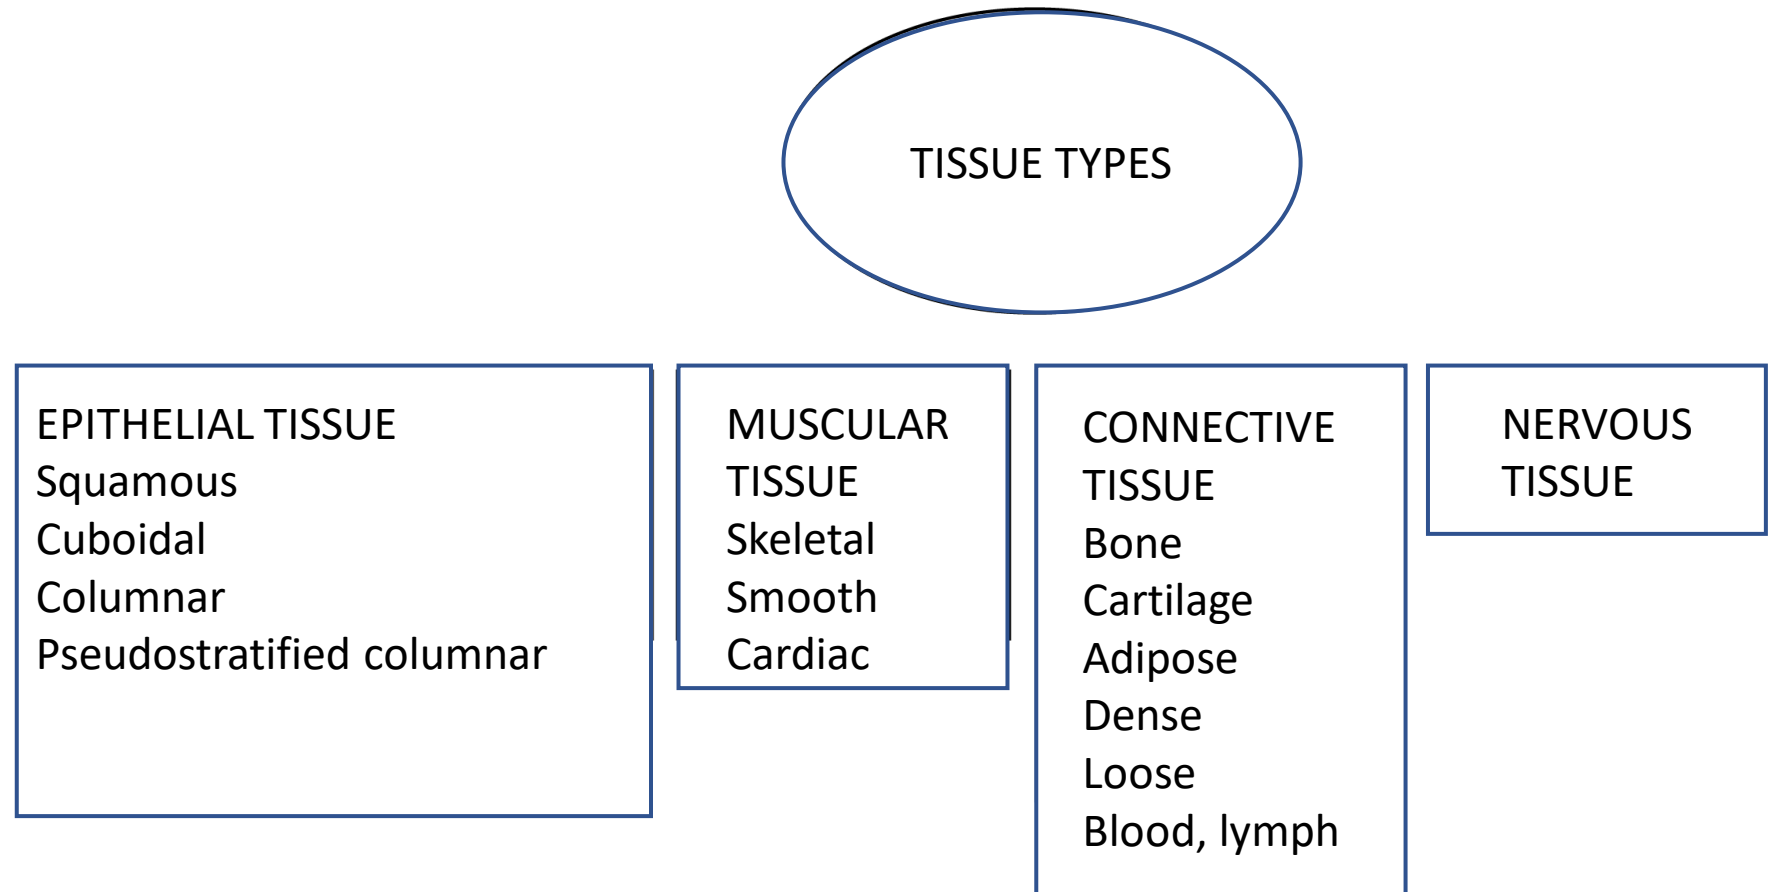 TISSUE TYPES
EPITHELIAL TISSUE
Squamous
Cuboidal
Columnar
Pseudostratified columnar
MUSCULAR
TISSUE
Skeletal
Smooth
Cardiac
CONNECTIVE
TISSUE
Bone
Cartilage
Adipose
Dense
Loose
Blood, lymph
NERVOUS
TISSUE